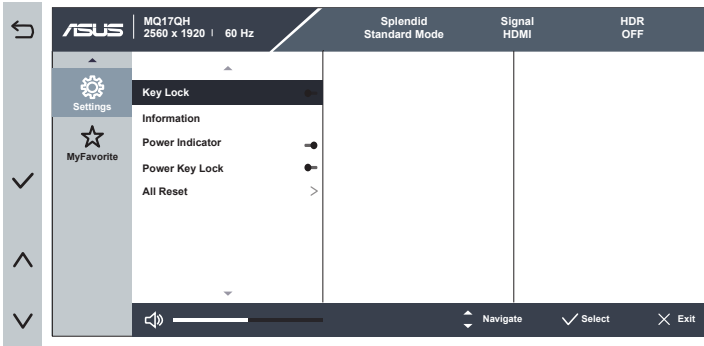 ASUS
MQ17QH
2560 x 1920 | 60 Hz
Splendid
Standard Mode
Signal
HDMI
HDR
OFF
Settings
MyFavorite
Key Lock
Information
Power Indicator
Power Key Lock
All Reset
Navigate
Select
Exit